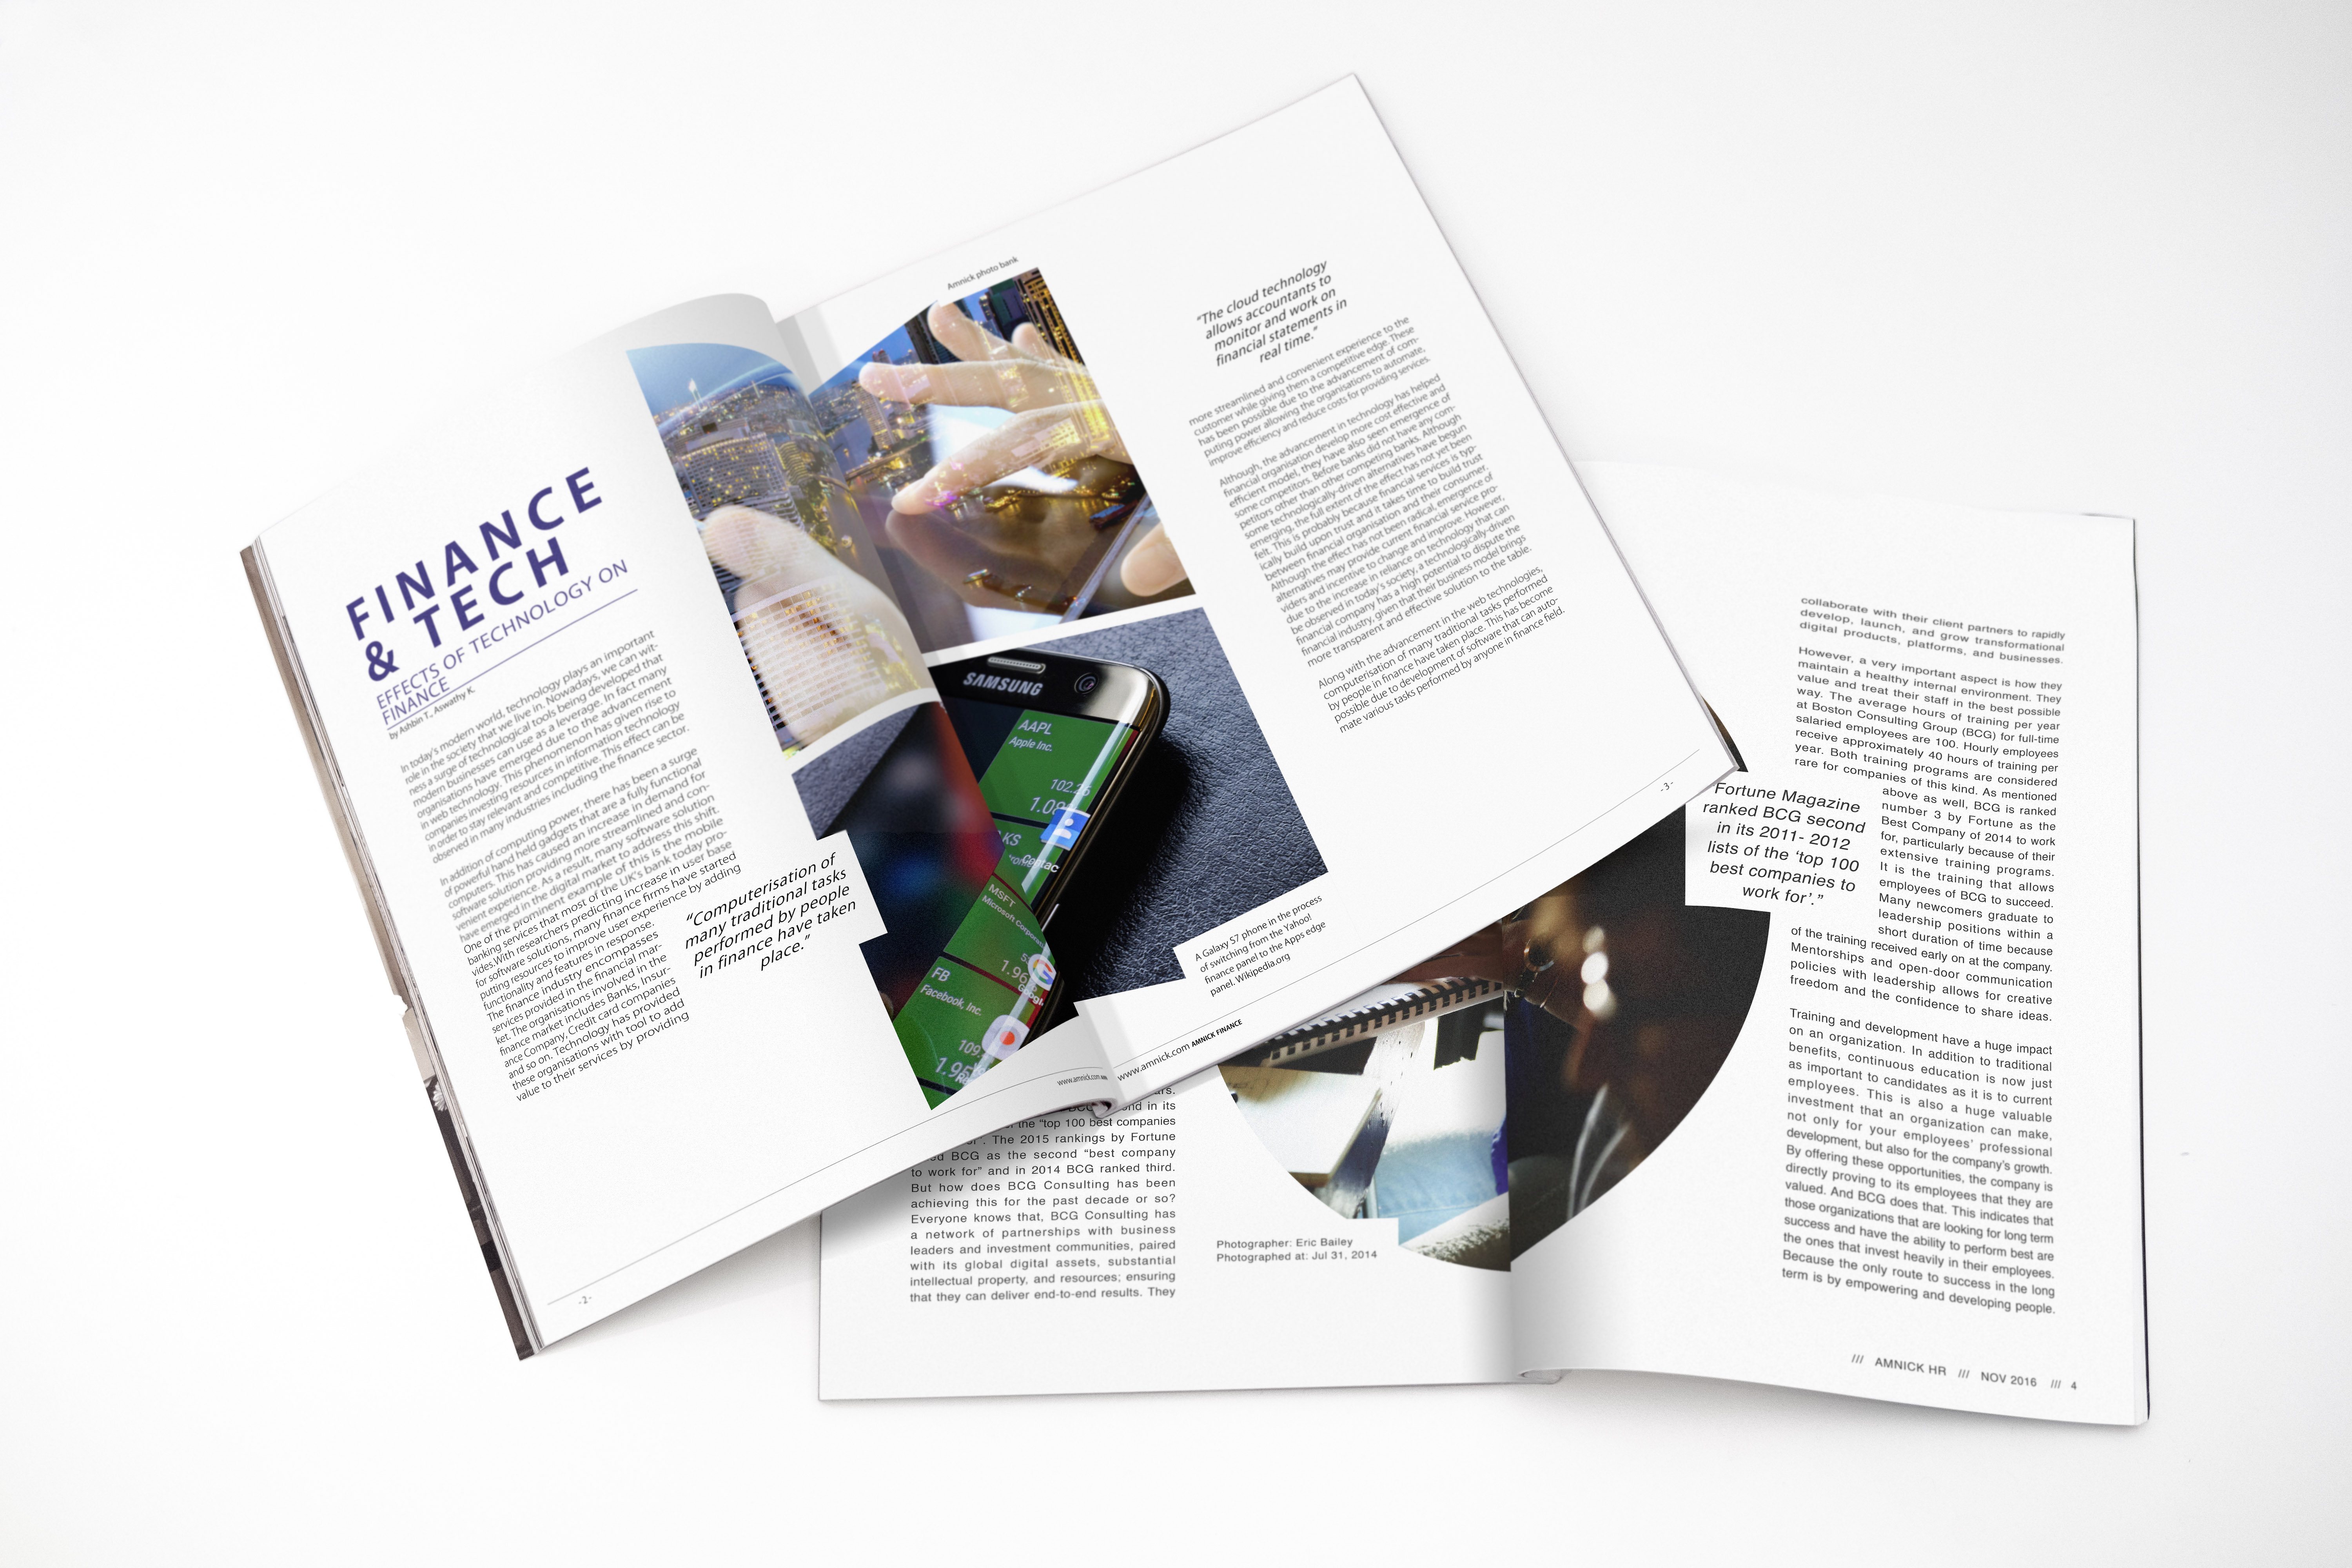 FINANCE
& TECH
EFFECTS OF TECHNOLOGY ON
FINANCE
by Ashbin T., Aswathy K.
In today's modern world, technology plays an important
role in the society that we live in. Nowadays, we can wit-
ness a surge of technological tools being developed that
modern businesses can use as a leverage. In fact many
organisations have emerged due to the advancement
in web technology. This phenomenon has given rise to
companies investing resources in information technology
in order to stay relevant and competitive. This effect can be
observed in many industries including the finance sector.
In addition of computing power, there has been a surge
of powerful hand held gadgets that are a fully functional
computers. This has caused an increase in demand for
software solution providing more streamlined and con-
venient experience. As a result, many software solution
have emerged in the digital market to address this shift.
One of the prominent example of this is the mobile
banking services that most of the UK's bank today pro-
vides.With researchers predicting increase in user base
for software solutions, many finance firms have started
putting resources to improve user experience by adding
functionality and features in response.
The finance industry encompasses
services provided in the financial mar-
ket. The organisations involved in the
finance market includes Banks, Insur-
ance Company, Credit card companies
and so on. Technology has provided
these organisations with tool to add
value to their services by providing
"Computerisation of
many traditional tasks
performed by people
in finance have taken
place."
-2-
www.amnick.com
Amnick photo bank
SAMSUNG
AAPL
Apple Inc.
102.25
MSFT
Microsoft Corporat
FB
Facebook, Inc.
109.
A Galaxy S7 phone in the process
of switching from the Yahoo!
finance panel to the Apps edge
panel. Wikipedia.org
"The cloud technology
allows accountants to
monitor and work on
financial statements in
real time."
more streamlined and convenient experience to the
customer while giving them a competitive edge. These
has been possible due to the advancement of com-
puting power allowing the organisations to automate,
improve efficiency and reduce costs for providing services.
Although, the advancement in technology has helped
financial organisation develop more cost effective and
efficient model, they have also seen emergence of
some competitors. Before banks did not have any com-
petitors other than other competing banks. Although
some technologically-driven alternatives have begun
emerging, the full extent of the effect has not yet been
felt. This is probably because financial services is typ-
ically build upon trust and it takes time to build trust
between financial organisation and their consumer.
Although the effect has not been radical, emergence of
alternatives may provide current financial service pro-
viders and incentive to change and improve. However,
due to the increase in reliance on technology that can
be observed in today's society, a technologically-driven
financial company has a high potential to dispute the
financial industry, given that their business model brings
more transparent and effective solution to the table.
Along with the advancement in the web technologies,
computerisation of many traditional tasks performed
by people in finance have taken place. This has become
possible due to development of software that can auto-
mate various tasks performed by anyone in finance field.
www.amnick.com AMNICK FINANCE
-3-
the "top 100 best companies
The 2015 rankings by Fortune
BCG as the second "best company
to work for" and in 2014 BCG ranked third.
But how does BCG Consulting has been
achieving this for the past decade or so?
Everyone knows that, BCG Consulting has
a network of partnerships with business
leaders and investment communities, paired
with its global digital assets, substantial
intellectual property, and resources; ensuring
that they can deliver end-to-end results. They
Photographer: Eric Bailey
Photographed at: Jul 31, 2014
Fortune Magazine
ranked BCG second
in its 2011- 2012
lists of the 'top 100
best companies to
work for'."
collaborate with their client partners to rapidly
develop, launch, and grow transformational
digital products, platforms, and businesses.
However, a very important aspect is how they
maintain a healthy internal environment. They
value and treat their staff in the best possible
way. The average hours of training per year
at Boston Consulting Group (BCG) for full-time
salaried employees are 100. Hourly employees
receive approximately 40 hours of training per
year. Both training programs are considered
rare for companies of this kind. As mentioned
above as well, BCG is ranked
number 3 by Fortune as the
Best Company of 2014 to work
for, particularly because of their
extensive training programs.
It is the training that allows
employees of BCG to succeed.
Many newcomers graduate to
leadership positions within a
short duration of time because
of the training received early on at the company.
Mentorships and open-door communication
policies with leadership allows for creative
freedom and the confidence to share ideas.
Training and development have a huge impact
on an organization. In addition to traditional
benefits, continuous education is now just
as important to candidates as it is to current
employees. This is also a huge valuable
investment that an organization can make,
not only for your employees' professional
development, but also for the company's growth.
By offering these opportunities, the company is
directly proving to its employees that they are
valued. And BCG does that. This indicates that
those organizations that are looking for long term
success and have the ability to perform best are
the ones that invest heavily in their employees.
Because the only route to success in the long
term is by empowering and developing people.
/// AMNICK HR /// NOV 2016 /// 4